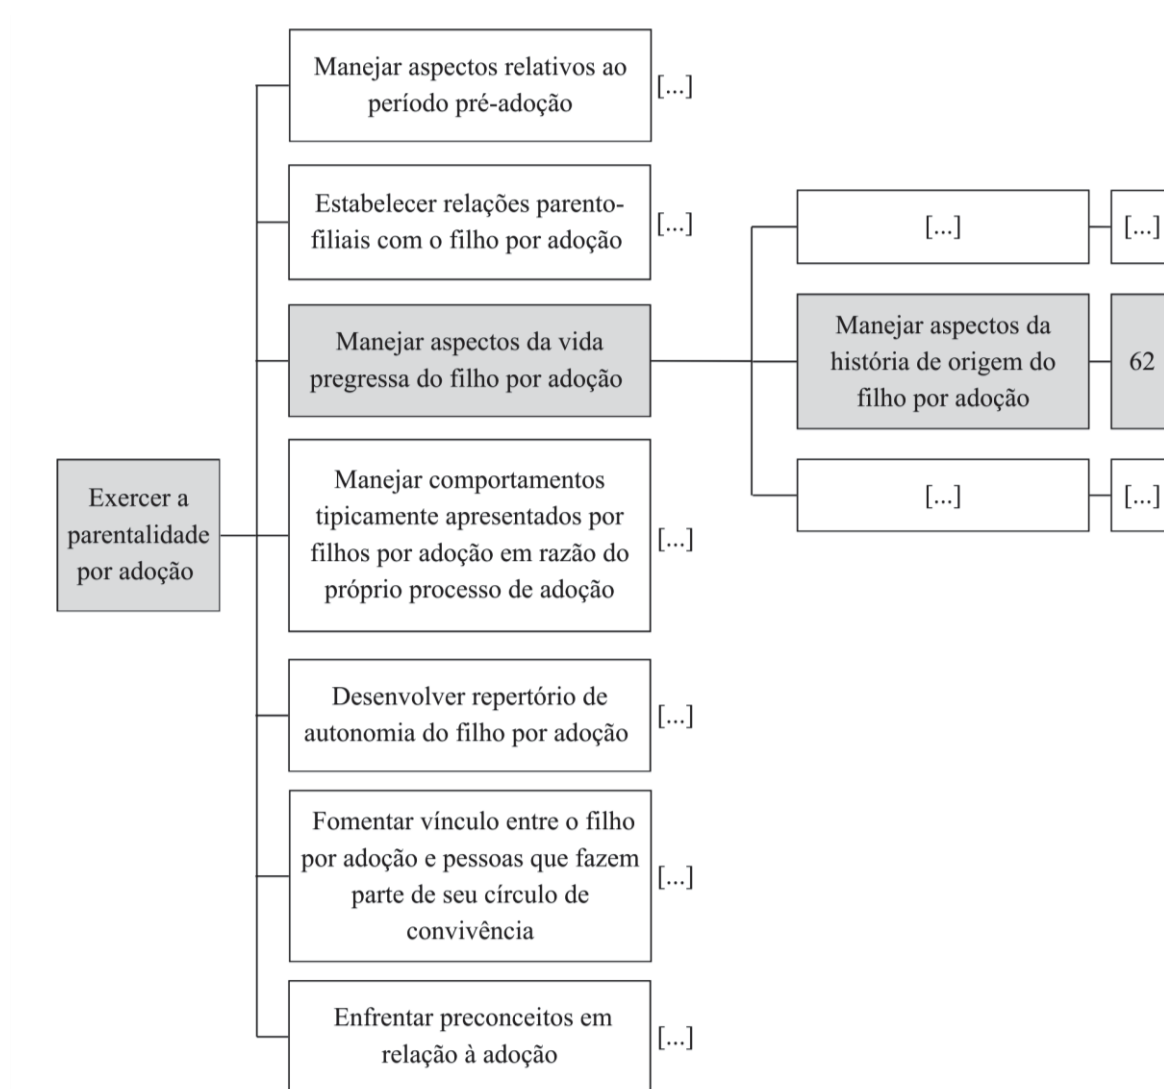 Manejar aspectos relativos ao
período pré-adoção
[...]
Estabelecer relações parento-
filiais com o filho por adoção
[...]
Manejar aspectos da vida
pregressa do filho por adoção
Manejar comportamentos
tipicamente apresentados por
filhos por adoção em razão do
próprio processo de adoção
[...]
Desenvolver repertório de
autonomia do filho por adoção
[...]
Fomentar vínculo entre o filho
por adoção e pessoas que fazem
parte de seu círculo de
convivência
[...]
Enfrentar preconceitos em
relação à adoção
[...]
Exercer a
parentalidade
por adoção
[...]
[...]
Manejar aspectos da
história de origem do
filho por adoção
62
[...]
[...]